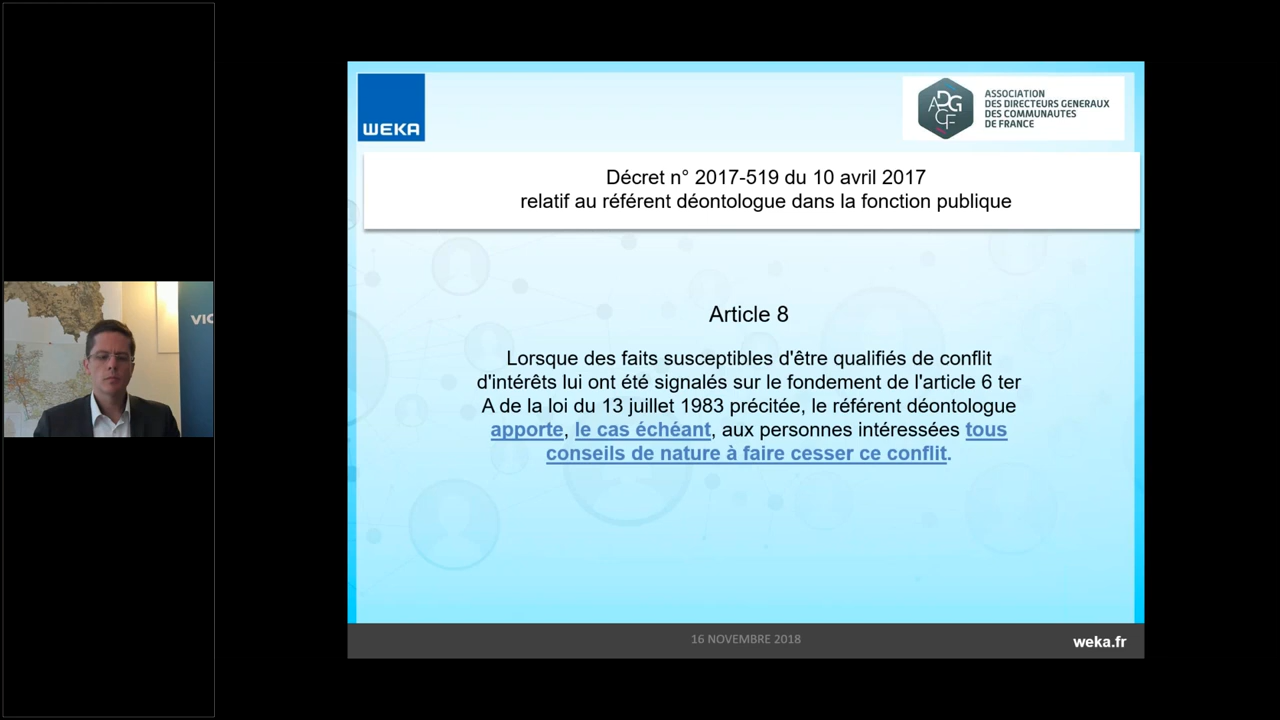 WEKA
ADGCF
ASSOCIATION
DES DIRECTEURS GENERAUX
DES COMMUNAUTES
DE FRANCE
Décret n° 2017-519 du 10 avril 2017
relatif au référent déontologue dans la fonction publique
VIC
Article 8
Lorsque des faits susceptibles d'être qualifiés de conflit
d'intérêts lui ont été signalés sur le fondement de l'article 6 ter
A de la loi du 13 juillet 1983 précitée, le référent déontologue
apporte, le cas échéant, aux personnes intéressées tous
conseils de nature à faire cesser ce conflit.
16 NOVEMBRE 2018
weka.fr